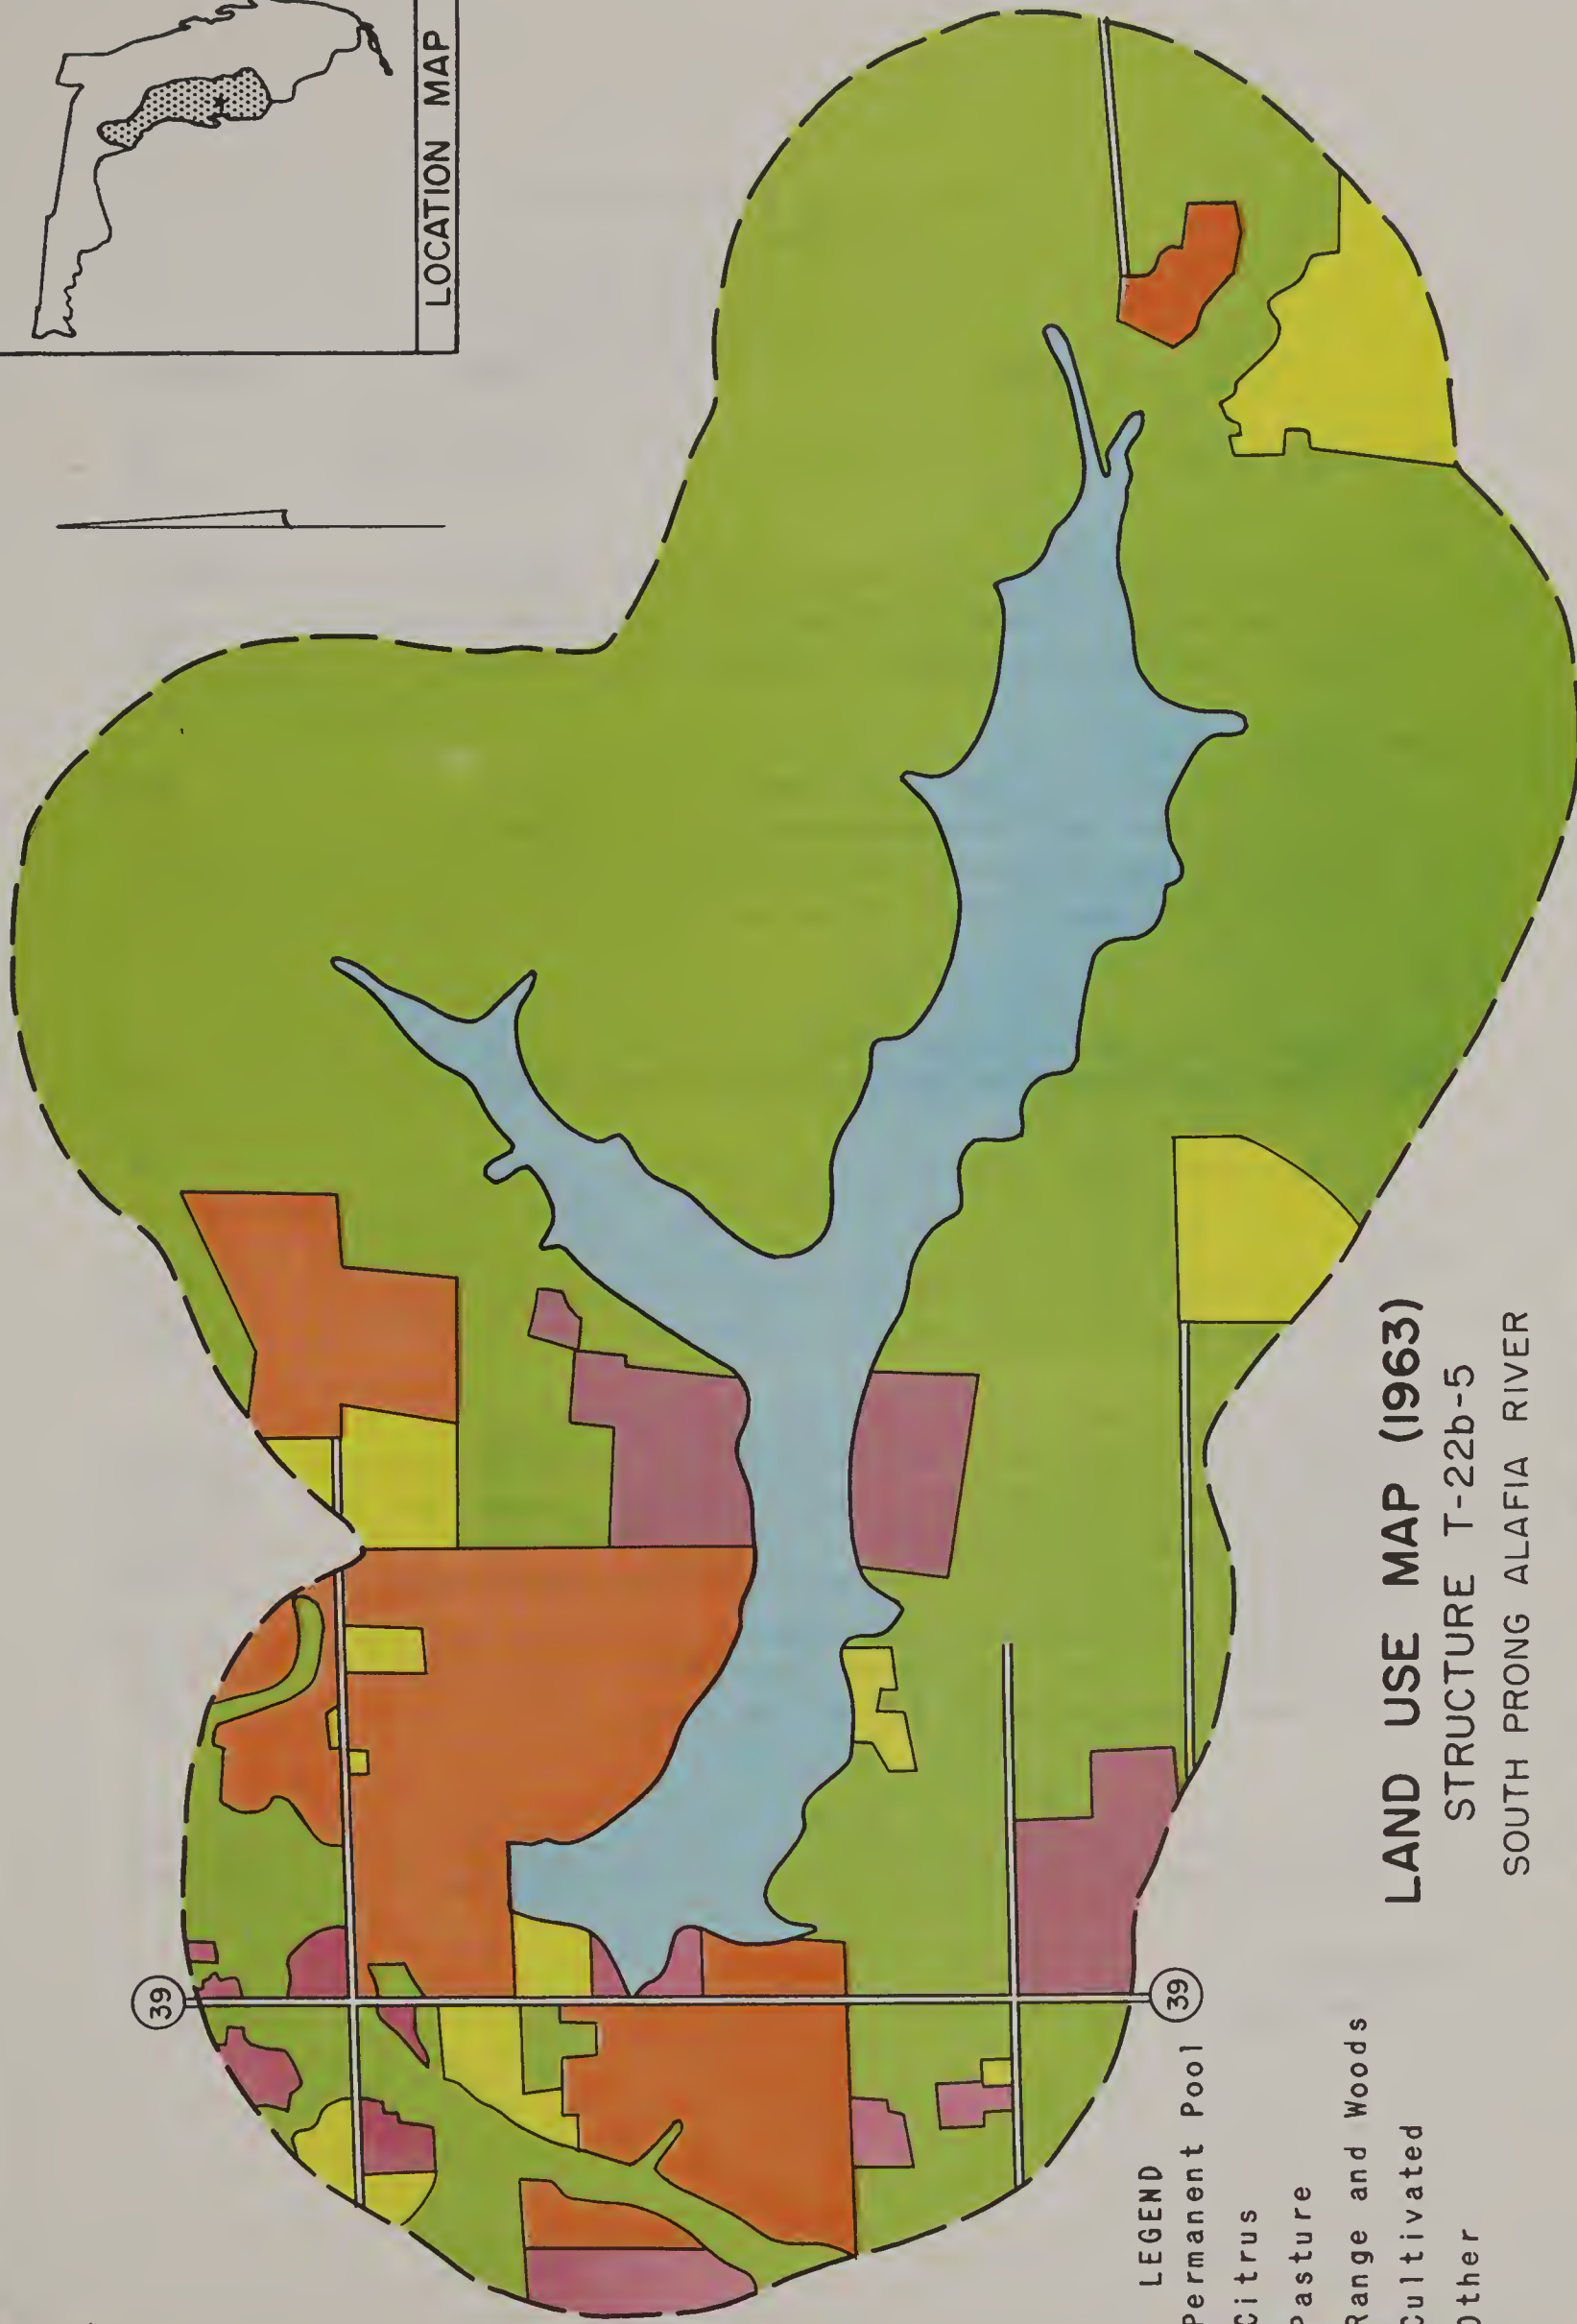 LOCATION MAP
39
39
LEGEND
Permanent Pool
Citrus
Pasture
Range and Woods
Cultivated
Other
LAND USE MAP (1963)
STRUCTURE T-22b-5
SOUTH PRONG ALAFIA RIVER